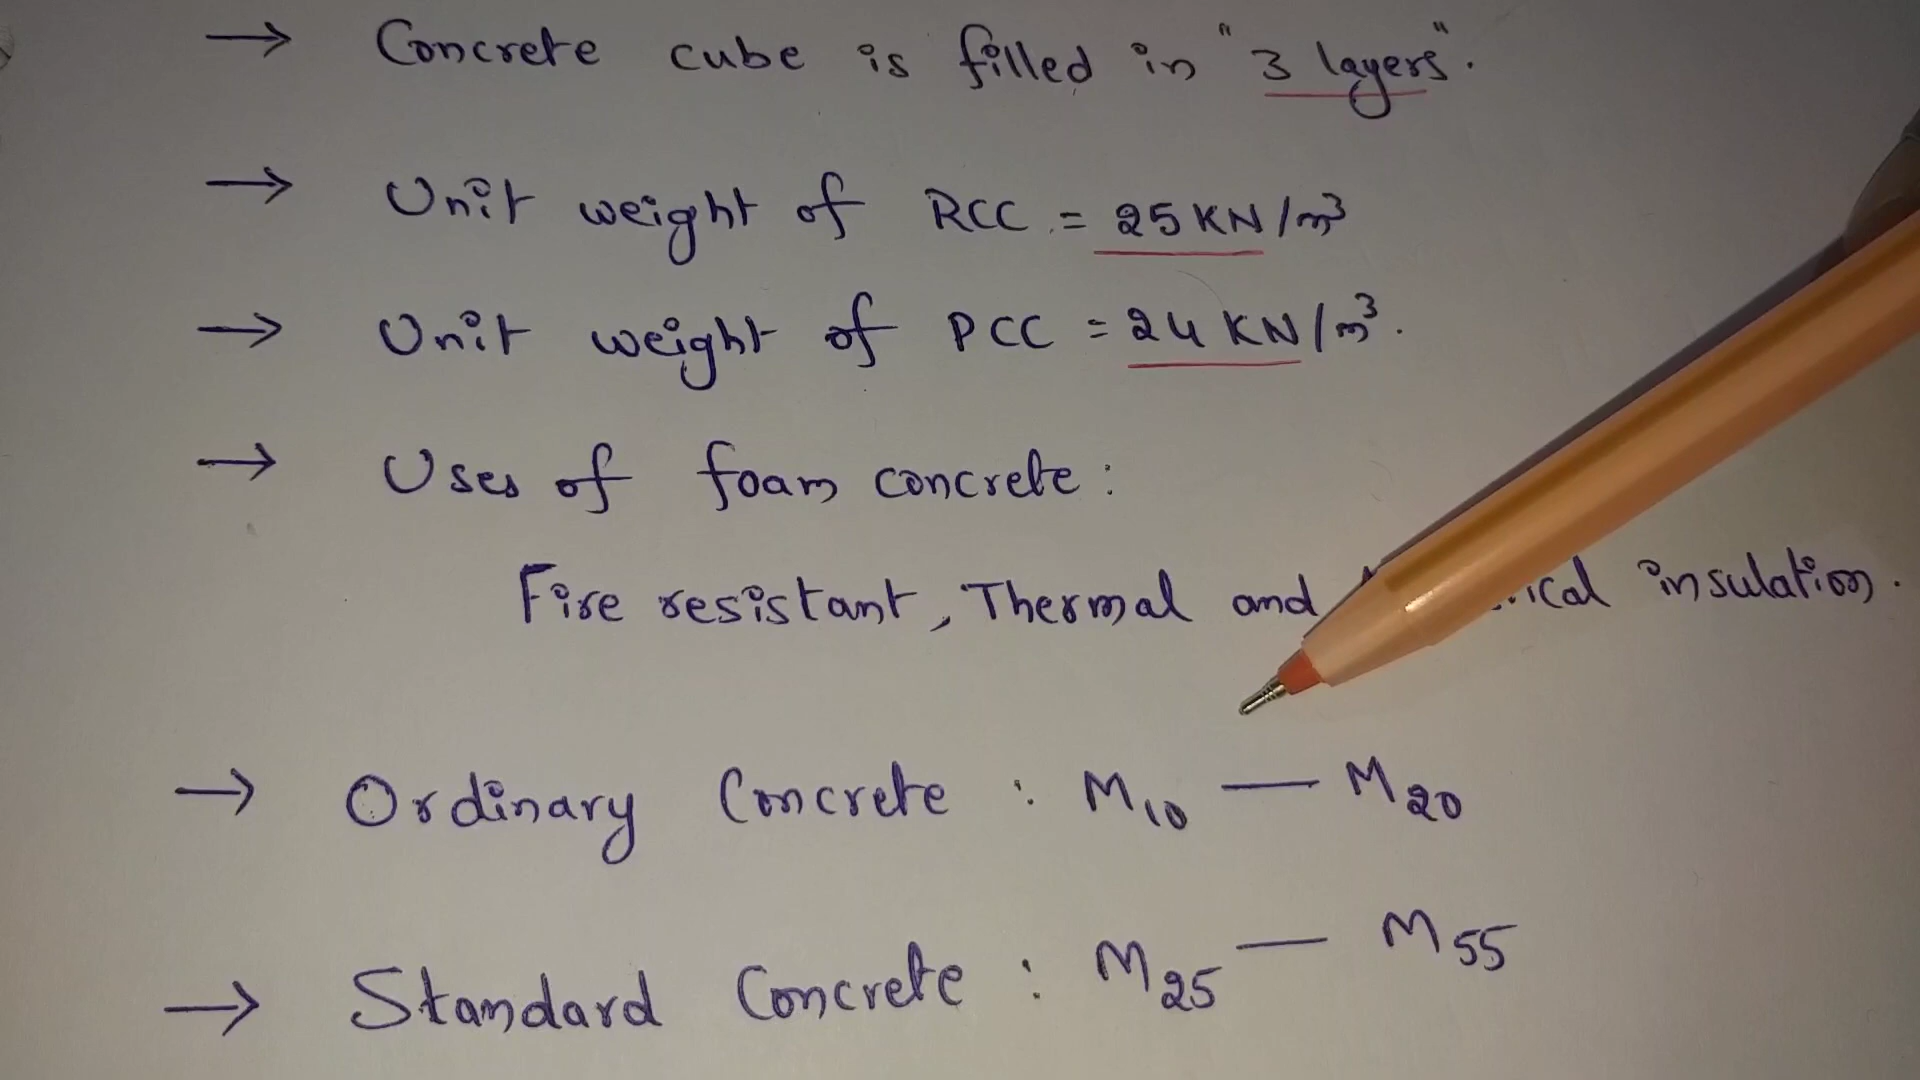 → Concrete cube is filled in "3 layers".
→ Unit weight of RCC = 25 KN/m³
→ Unit weight of PCC = 24 KN/m³.
→ Uses of foam concrete:
Fire resistant, Thermal and insulation.
→ Ordinary Concrete : M10 — M20
→ Standard Concrete : M25 — M55